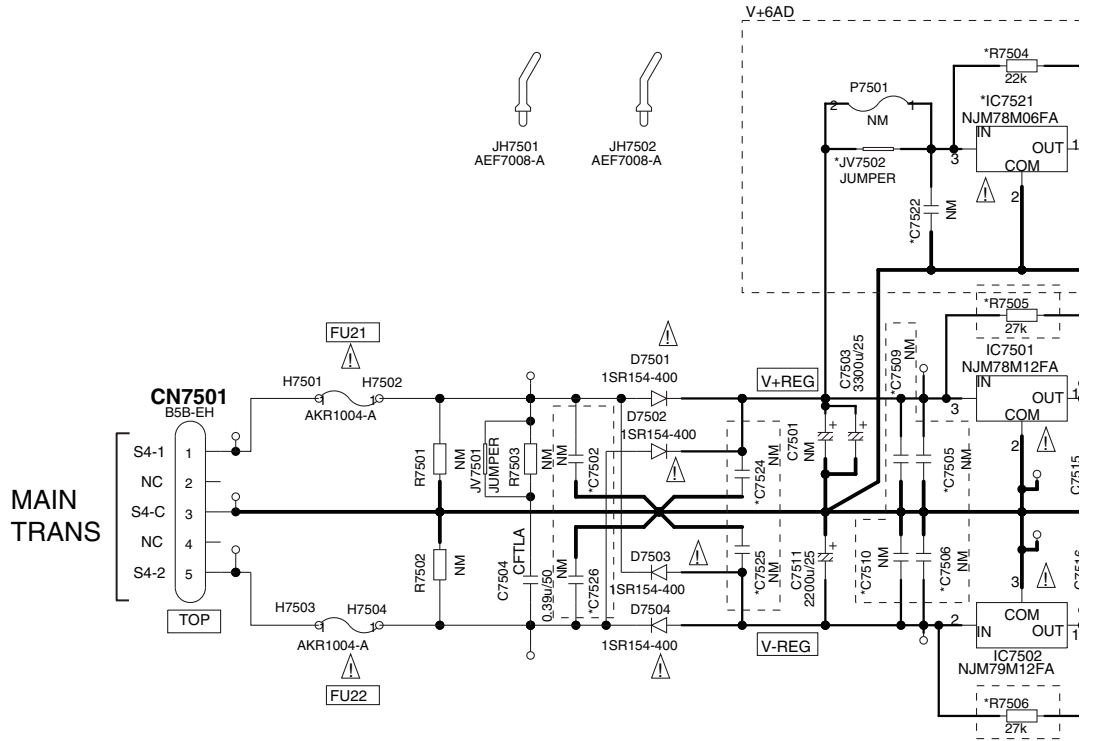 V+6AD
*R7504
22k
P7501
2
1
NM
*IC7521
NJM78M06FA
IN
OUT
1
COM
3
2
*JV7502
JUMPER
*C7522
NM
JH7501
AEF7008-A
JH7502
AEF7008-A
*R7505
27k
FU21
H7501
H7502
1
1
AKR1004-A
D7501
1SR154-400
V+REG
C7503
3300u/25
*C7509
NM
IC7501
NJM78M12FA
IN
OUT
COM
3
2
CN7501
B5B-EH
D7502
1SR154-400
C7501
NM
+
+
MAIN
TRANS
S4-1
1
NC
2
S4-C
3
NC
4
S4-2
5
TOP
R7501
NM
JV7501
JUMPER
R7503
NM
NM
*C7502
*C7524
NM
*C7505
NM
C7515
R7502
NM
C7504
CFTLA
0.39u/50
NM
*C7526
D7503
1SR154-400
*C7525
NM
C7511
2200u/25
+
*C7510
NM
*C7506
NM
C7516
3
H7503
H7504
1
1
AKR1004-A
FU22
D7504
1SR154-400
V-REG
2
IN
COM
OUT
1
IC7502
NJM79M12FA
*R7506
27k